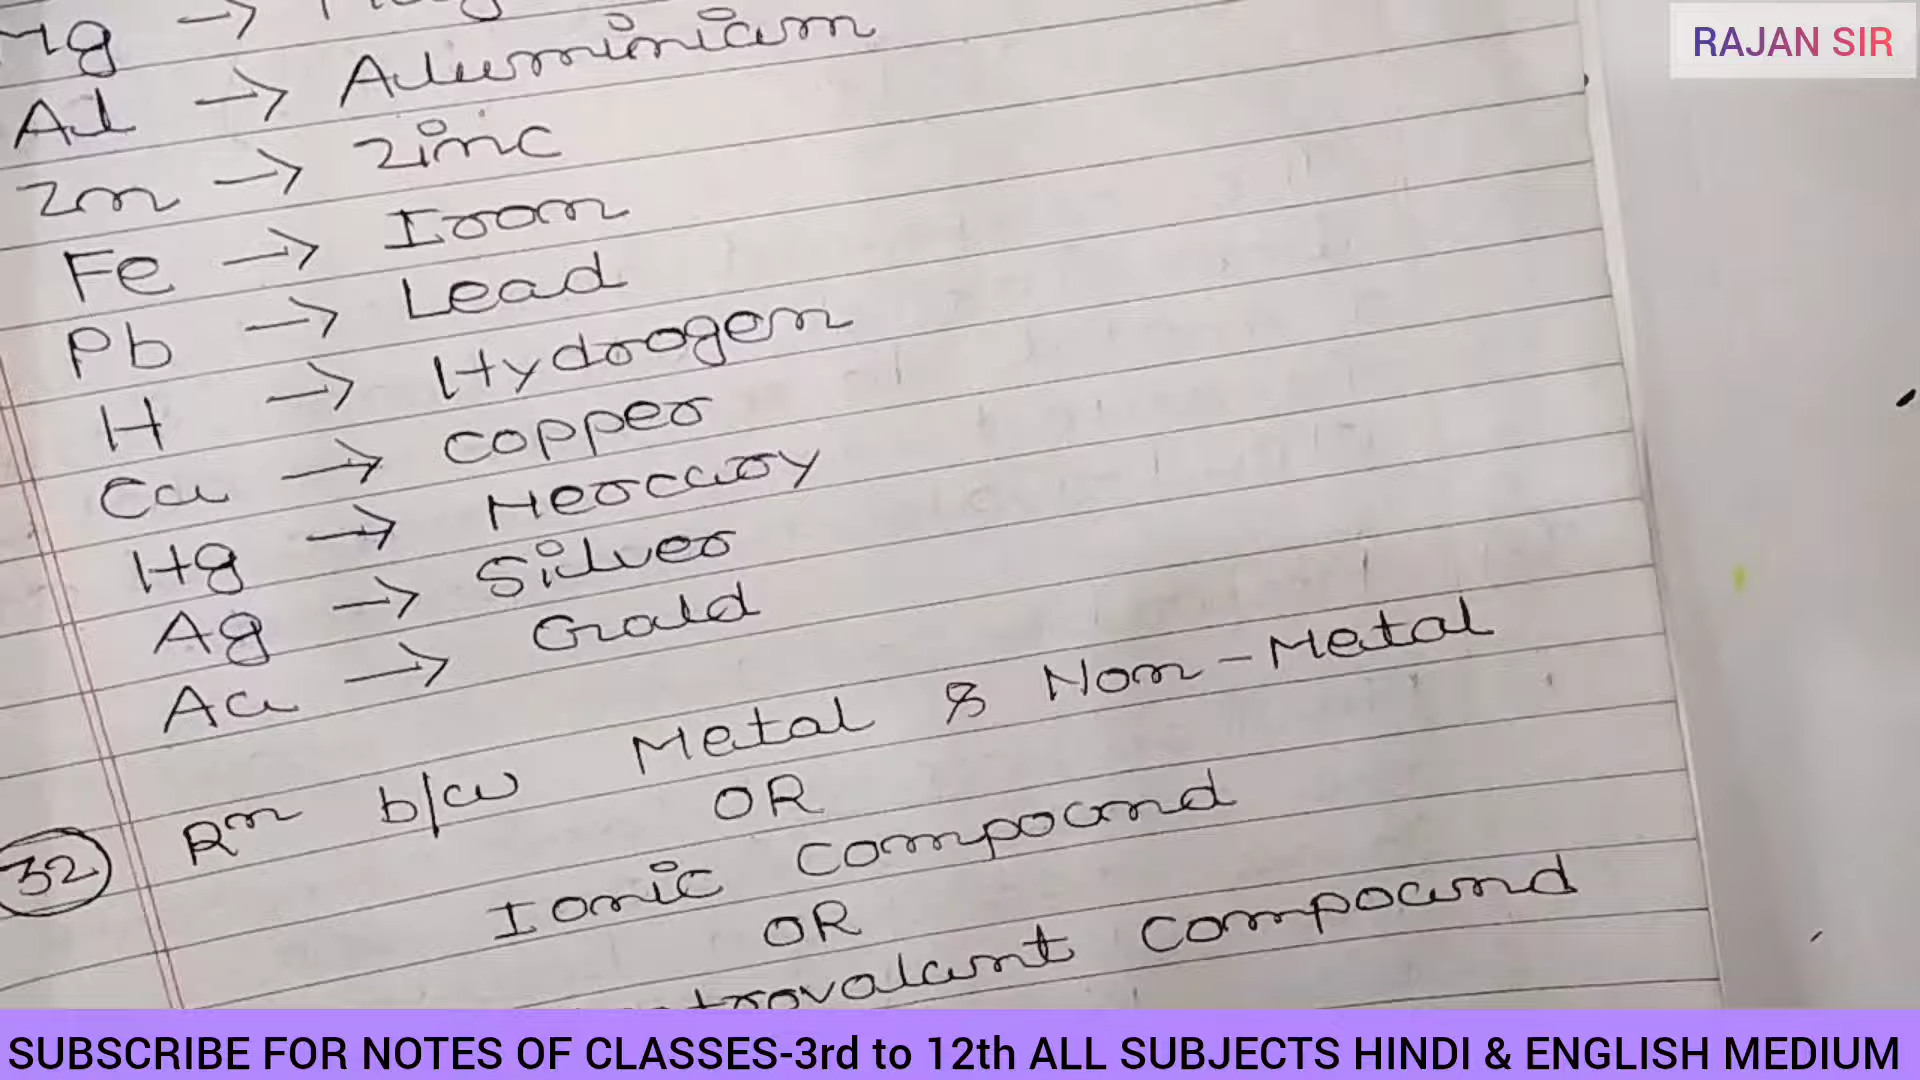 RAJAN SIR
Mg →
Al → Aluminium
Zn → Zinc
Fe → Iron
Pb → Lead
H → Hydrogen
Cu → Copper
Hg → Mercury
Ag → Silver
Au → Gold
32 Rn b/w Metal & Non-Metal
OR
Ionic Compound
OR
trovalant Compound
SUBSCRIBE FOR NOTES OF CLASSES-3rd to 12th ALL SUBJECTS HINDI & ENGLISH MEDIUM